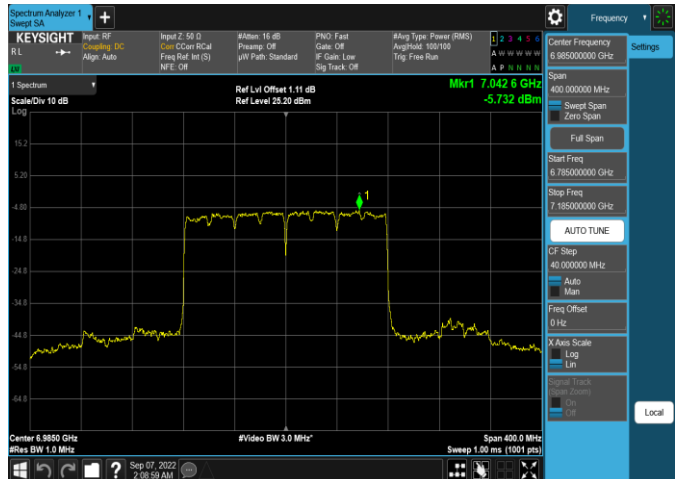 Spectrum Analyzer 1
Swept SA
+
Frequency
KEYSIGHT
RL
Input: RF
Coupling: DC
Align: Auto
Input Z: 50 Ω
Corr CCorr RCal
Freq Ref: Int (S)
NFE: Off
#Atten: 16 dB
Preamp: Off
µW Path: Standard
PNO: Fast
Gate: Off
IF Gain: Low
Sig Track: Off
#Avg Type: Power (RMS)
Avg|Hold: 100/100
Trig: Free Run
1 2 3 4 5 6
A W W W W W
A P N N N N
1 Spectrum
Scale/Div 10 dB
Log
Ref Lvl Offset 1.11 dB
Ref Level 25.20 dBm
Mkr1 7.042 6 GHz
-5.732 dBm
15.2
5.20
-4.80
-14.8
-24.8
-34.8
-44.8
-54.8
-64.8
1
Center 6.9850 GHz
#Res BW 1.0 MHz
#Video BW 3.0 MHz*
Span 400.0 MHz
Sweep 1.00 ms (1001 pts)
Sep 07, 2022
2:08:59 AM
?
Center Frequency
6.985000000 GHz
Settings
Span
400.000000 MHz
Swept Span
Zero Span
Full Span
Start Freq
6.785000000 GHz
Stop Freq
7.185000000 GHz
AUTO TUNE
CF Step
40.000000 MHz
Auto
Man
Freq Offset
0 Hz
X Axis Scale
Log
Lin
Signal Track
(Span Zoom)
On
Off
Local